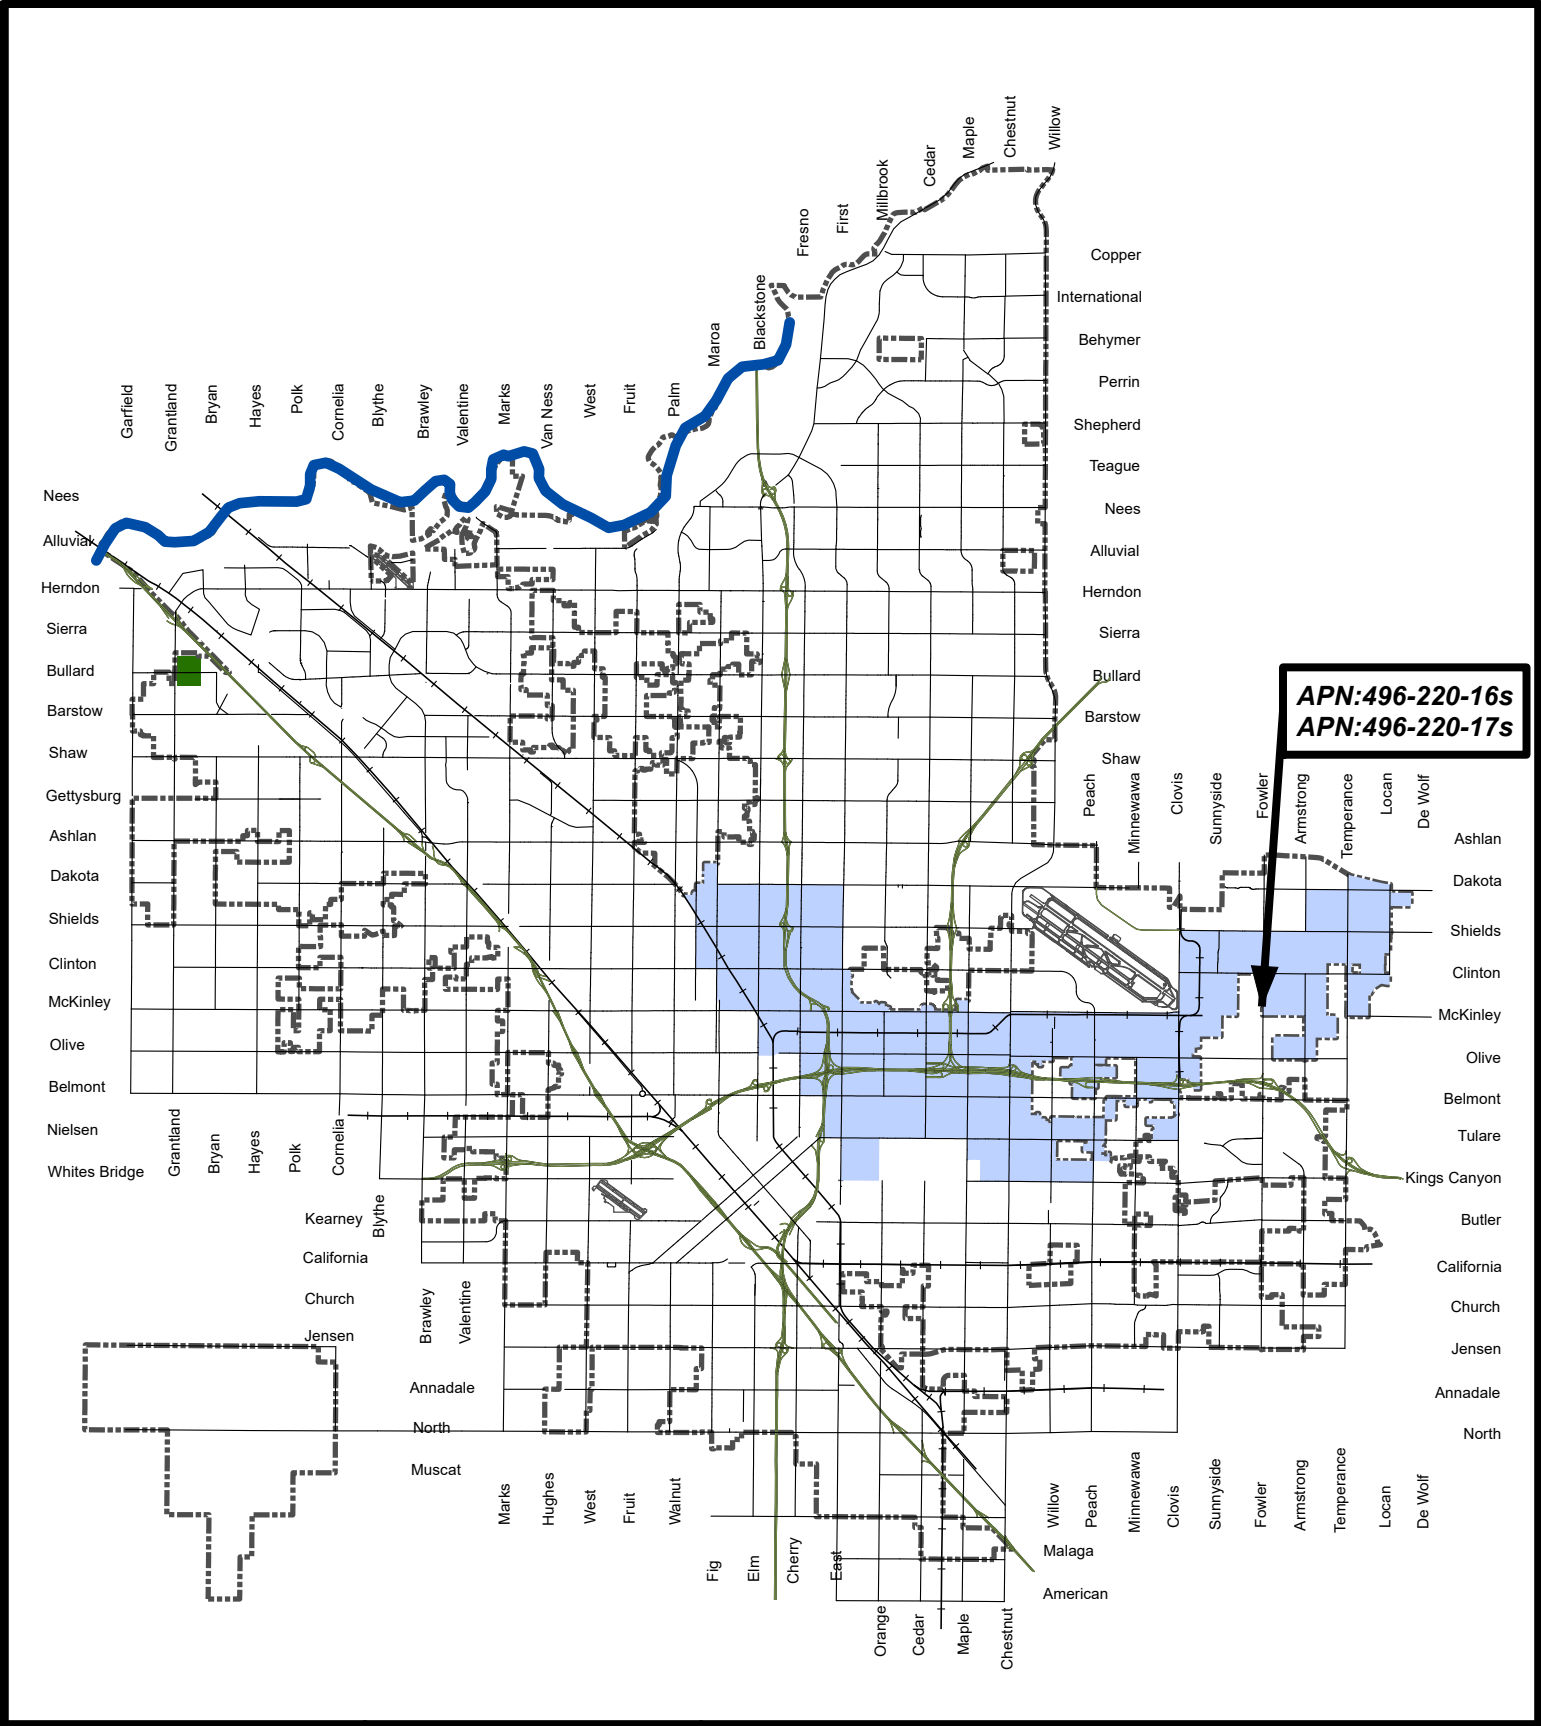 Willow
Chestnut
Maple
Cedar
Millbrook
First
Fresno
Blackstone
Maroa
Palm
Fruit
West
Van Ness
Marks
Valentine
Brawley
Blythe
Cornelia
Polk
Hayes
Bryan
Grantland
Garfield
Copper
International
Behymer
Perrin
Shepherd
Teague
Nees
Alluvial
Herndon
Sierra
Bullard
Barstow
Shaw
Nees
Alluvial
Herndon
Sierra
Bullard
Barstow
Shaw
Gettysburg
Ashlan
Dakota
Shields
Clinton
McKinley
Olive
Belmont
Nielsen
Whites Bridge
APN:496-220-16s
APN:496-220-17s
Peach
Minnewawa
Clovis
Sunnyside
Fowler
Armstrong
Temperance
Locan
De Wolf
Ashlan
Dakota
Shields
Clinton
McKinley
Olive
Belmont
Tulare
Kings Canyon
Butler
California
Church
Jensen
Annadale
North
Grantland
Bryan
Hayes
Polk
Cornelia
Blythe
Kearney
California
Church
Jensen
Brawley
Valentine
Annadale
North
Muscat
Marks
Hughes
West
Fruit
Walnut
Fig
Elm
Cherry
East
Orange
Cedar
Maple
Chestnut
Willow
Peach
Minnewawa
Clovis
Sunnyside
Fowler
Armstrong
Temperance
Locan
De Wolf
Malaga
American